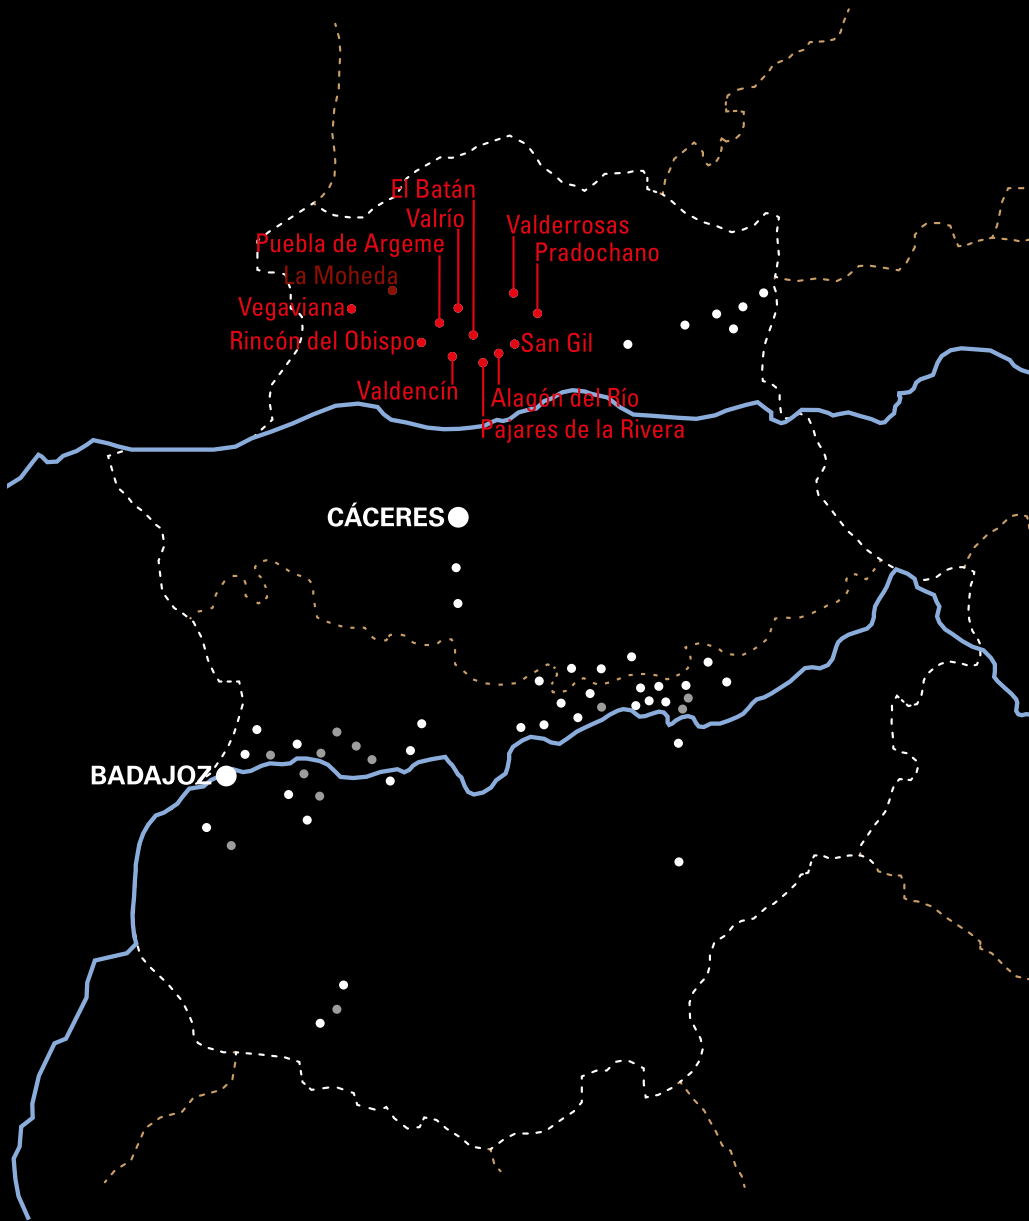 El Batán
Valrío
Valderrosas
Puebla de Argeme
Pradochano
La Moheda
Vegaviana
Rincón del Obispo
San Gil
Valdencín
Alagón del Río
Pajares de la Rivera
CÁCERES
BADAJOZ